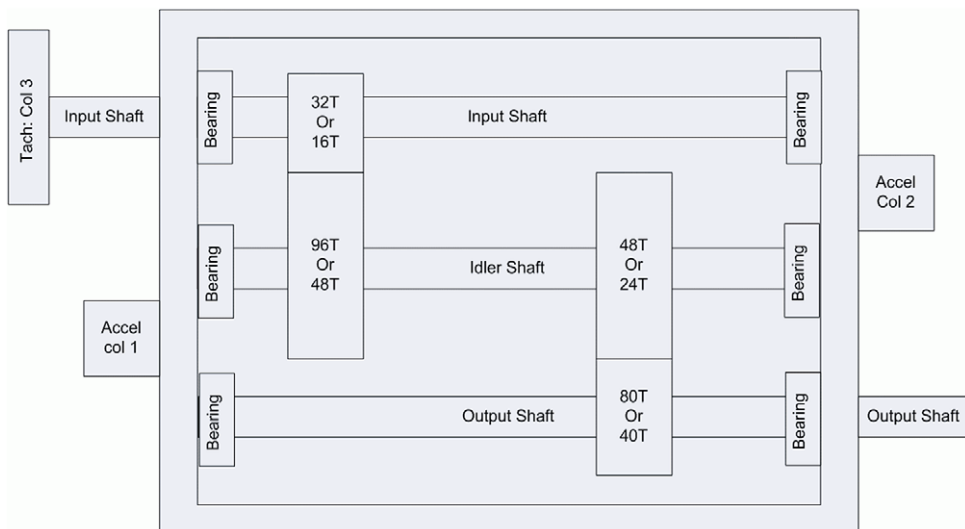 Tach: Col 3
Input Shaft
Bearing
32T
Or
16T
Input Shaft
Bearing
Accel
Col 2
Bearing
96T
Or
48T
Idler Shaft
48T
Or
24T
Bearing
Accel
col 1
Bearing
Output Shaft
80T
Or
40T
Bearing
Output Shaft